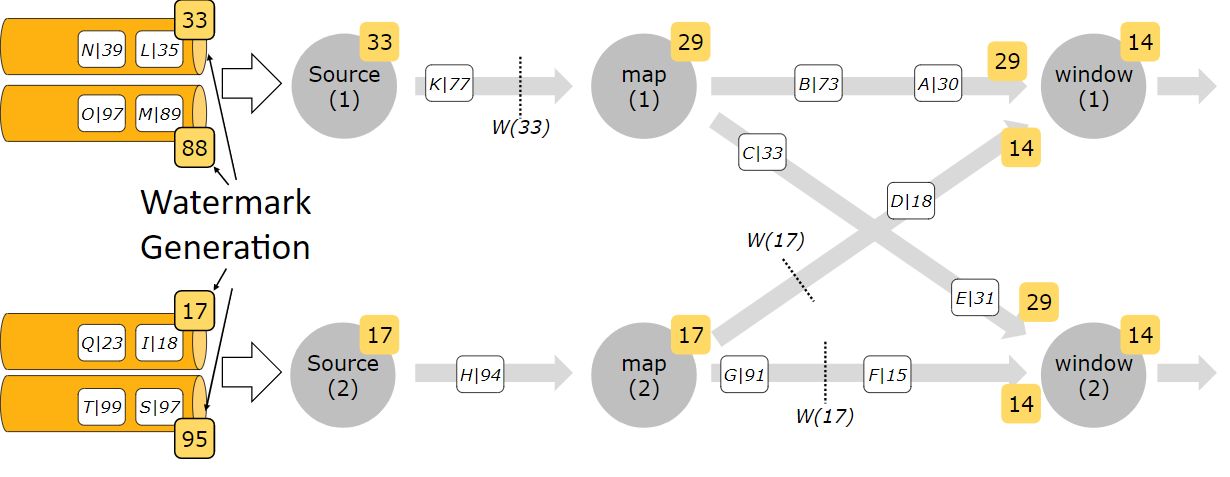 33
N|39 L|35
O|97 M|89
88
Source
(1)
33
K|77
W(33)
map
(1)
29
B|73 A|30
29
window
(1)
14
C|33
14
D|18
W(17)
Watermark
Generation
17
Q|23 I|18
T|99 S|97
95
Source
(2)
17
H|94
map
(2)
17
E|31
29
G|91 F|15
W(17)
14
window
(2)
14